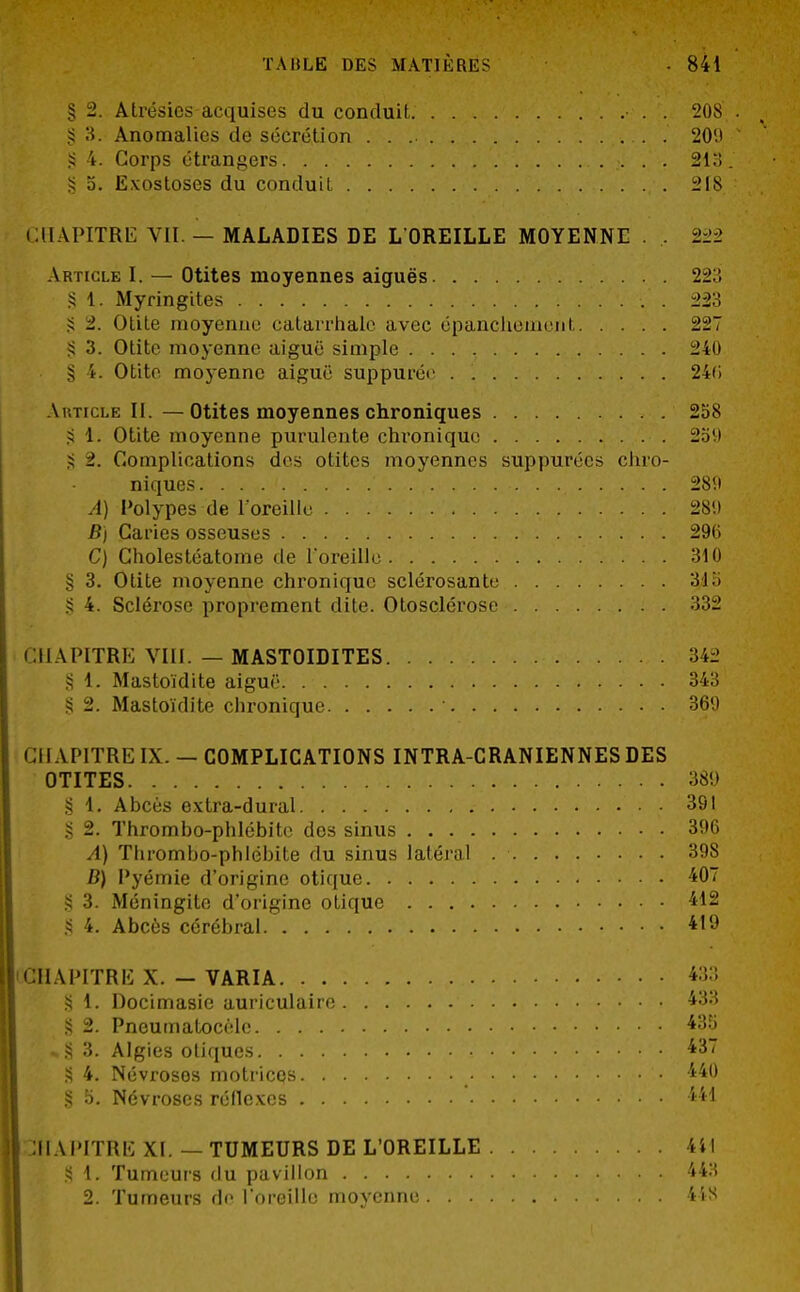 TABLE DES MATIÈRES 841
§ 2. Atrésies acquises du conduit. . . . . . . . . . . . . . . . 208
§ 3. Anomalies de sécrétion . . . . . . . . . . . . . . . . . . 209
§ 4. Corps étrangers. . . . . . . . . . . . . . . . . . . . . . 213
§ 5. Exostoses du conduit . . . . . . . . . . . . . . . . . . . 218
CHAPITRE VII. — MALADIES DE L'OREILLE MOYENNE . . 222
Article I. — Otites moyennes aiguës. . . . . . . . . . . . . 223
§ 1. Myringites . . . . . . . . . . . . . . . . . . . . . . . . 223
§ 2. Otite moyenne catarrhale avec épanchement. . . . . . 227
§ 3. Otite moyenne aiguë simple . . . . . . . . . . . . . . . 240
§ 4. Otite moyenne aiguë suppurée . . . . . . . . . . . . . 246
Article II. — Otites moyennes chroniques . . . . . . . . . . 258
§ 1. Otite moyenne purulente chronique . . . . . . . . . . 259
§ 2. Complications des otites moyennes suppurées chro-
niques. . . . . . . . . . . . . . . . . . . . . . . . . . 289
A) Polypes de l'oreille . . . . . . . . . . . . . . . . . . . . 289
B) Caries osseuses . . . . . . . . . . . . . . . . . . . . . . 296
C) Cholestéatome de l'oreille . . . . . . . . . . . . . . . . 310
§ 3. Otite moyenne chronique sclérosante . . . . . . . . . 315
§ 4. Sclérose proprement dite. Otosclérose . . . . . . . . . 332
CHAPITRE VIII. — MASTOIDITES. . . . . . . . . . . . . . . 342
§ 1. Mastoïdite aiguë. . . . . . . . . . . . . . . . . . . . . . 343
§ 2. Mastoïdite chronique. . . . . . . . . . . . . . . . . . . 369
CHAPITRE IX. — COMPLICATIONS INTRA-CRANIENNES DES
OTITES. . . . . . . . . . . . . . . . . . . . . . . . . . . . 389
§ 1. Abcès extra-dural. . . . . . . . . . . . . . . . . . . . . 391
§ 2. Thrombo-phlébite des sinus . . . . . . . . . . . . . . . 396
A) Thrombo-phlébite du sinus latéral . . . . . . . . . . . 398
B) Pyémie d'origine otique. . . . . . . . . . . . . . . . . . 407
§ 3. Méningite d'origine otique . . . . . . . . . . . . . . . 412
§ 4. Abcès cérébral. . . . . . . . . . . . . . . . . . . . . . . 419
CHAPITRE X. — VARIA. . . . . . . . . . . . . . . . . . . . 433
§ 1. Docimasie auriculaire . . . . . . . . . . . . . . . . . . 433
§ 2. Pneumatocèle. . . . . . . . . . . . . . . . . . . . . . . 435
§ 3. Algies otiques. . . . . . . . . . . . . . . . . . . . . . . 437
§ 4. Névroses motrices. . . . . . . . . . . . . . . . . . . . . 440
§ 5. Névroses réflexes . . . . . . . . . . . . . . . . . . . . . 441
CHAPITRE XI. — TUMEURS DE L'OREILLE . . . . . . . . . 441
§ 1. Tumeurs du pavillon . . . . . . . . . . . . . . . . . . . 443
2. Tumeurs de l'oreille moyenne . . . . . . . . . . . . . . 448